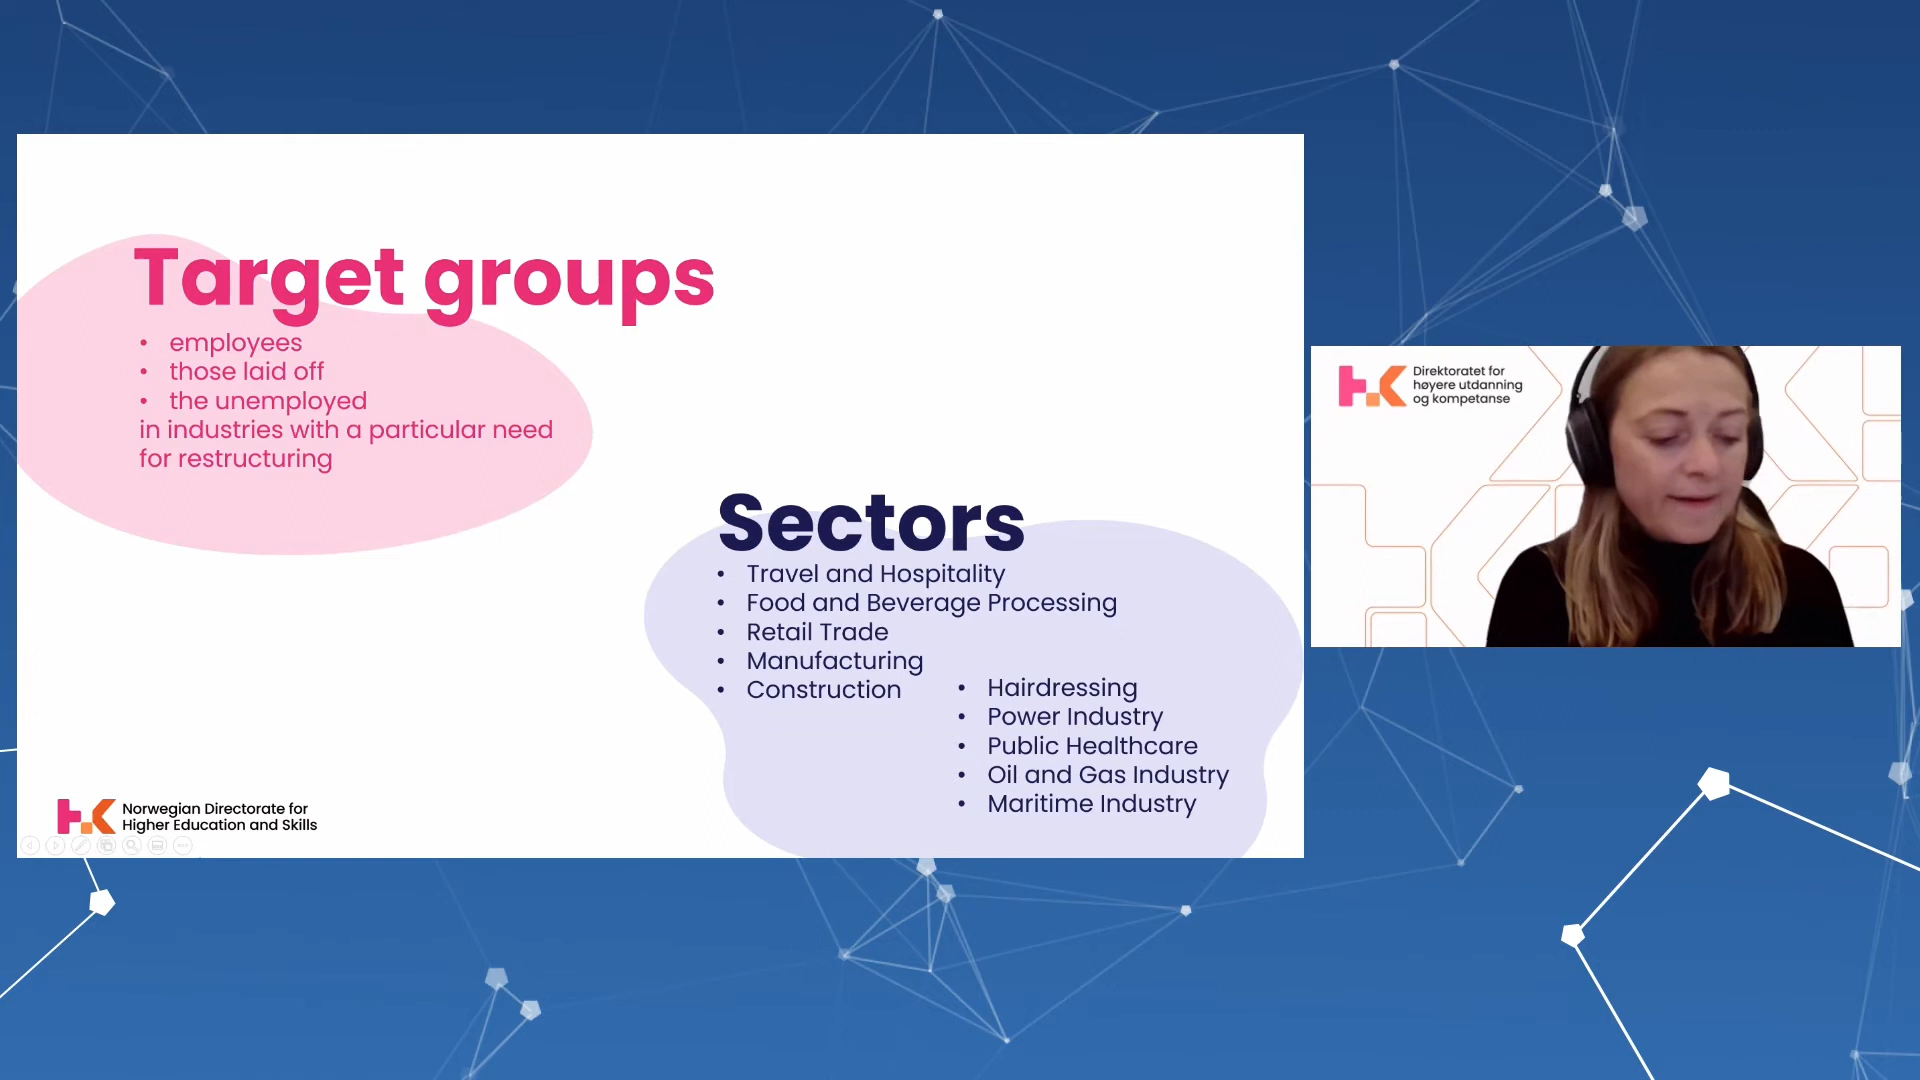 Target groups
• employees
• those laid off
• the unemployed
in industries with a particular need
for restructuring
Sectors
• Travel and Hospitality
• Food and Beverage Processing
• Retail Trade
• Manufacturing
• Construction
• Hairdressing
• Power Industry
• Public Healthcare
• Oil and Gas Industry
• Maritime Industry
Norwegian Directorate for
Higher Education and Skills
Direktoratet for
høyere utdanning
og kompetanse